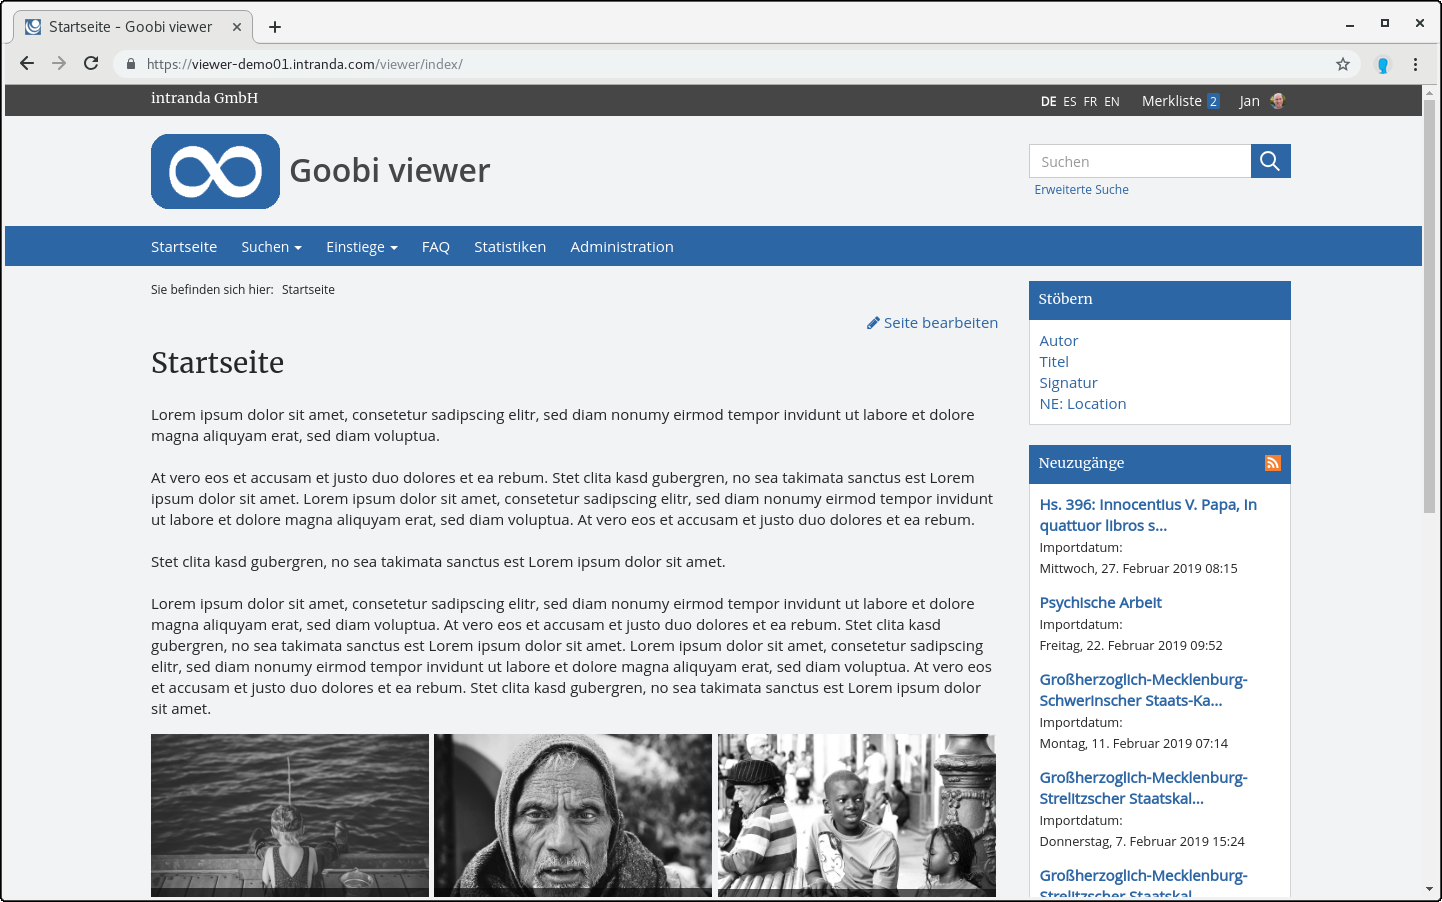 Startseite - Goobi viewer
https://viewer-demo01.intranda.com/viewer/index/
intranda GmbH
DE ES FR EN Merkliste 2 Jan
Goobi viewer
Suchen
Erweiterte Suche
Startseite Suchen Einstiege FAQ Statistiken Administration
Sie befinden sich hier: Startseite
Seite bearbeiten
Startseite
Lorem ipsum dolor sit amet, consetetur sadipscing elitr, sed diam nonumy eirmod tempor invidunt ut labore et dolore
magna aliquyam erat, sed diam voluptua.
At vero eos et accusam et justo duo dolores et ea rebum. Stet clita kasd gubergren, no sea takimata sanctus est Lorem
ipsum dolor sit amet. Lorem ipsum dolor sit amet, consetetur sadipscing elitr, sed diam nonumy eirmod tempor invidunt
ut labore et dolore magna aliquyam erat, sed diam voluptua. At vero eos et accusam et justo duo dolores et ea rebum.
Stet clita kasd gubergren, no sea takimata sanctus est Lorem ipsum dolor sit amet.
Lorem ipsum dolor sit amet, consetetur sadipscing elitr, sed diam nonumy eirmod tempor invidunt ut labore et dolore
magna aliquyam erat, sed diam voluptua. At vero eos et accusam et justo duo dolores et ea rebum. Stet clita kasd
gubergren, no sea takimata sanctus est Lorem ipsum dolor sit amet. Lorem ipsum dolor sit amet, consetetur sadipscing
elitr, sed diam nonumy eirmod tempor invidunt ut labore et dolore magna aliquyam erat, sed diam voluptua. At vero eos
et accusam et justo duo dolores et ea rebum. Stet clita kasd gubergren, no sea takimata sanctus est Lorem ipsum dolor
sit amet.
Stöbern
Autor
Titel
Signatur
NE: Location
Neuzugänge
Hs. 396: Innocentius V. Papa, In
quattuor libros s...
Importdatum:
Mittwoch, 27. Februar 2019 08:15
Psychische Arbeit
Importdatum:
Freitag, 22. Februar 2019 09:52
Großherzoglich-Mecklenburg-
Schwerinscher Staats-Ka...
Importdatum:
Montag, 11. Februar 2019 07:14
Großherzoglich-Mecklenburg-
Strelitzscher Staatskal...
Importdatum:
Donnerstag, 7. Februar 2019 15:24
Großherzoglich-Mecklenburg-
Strelitzscher Staatskal...